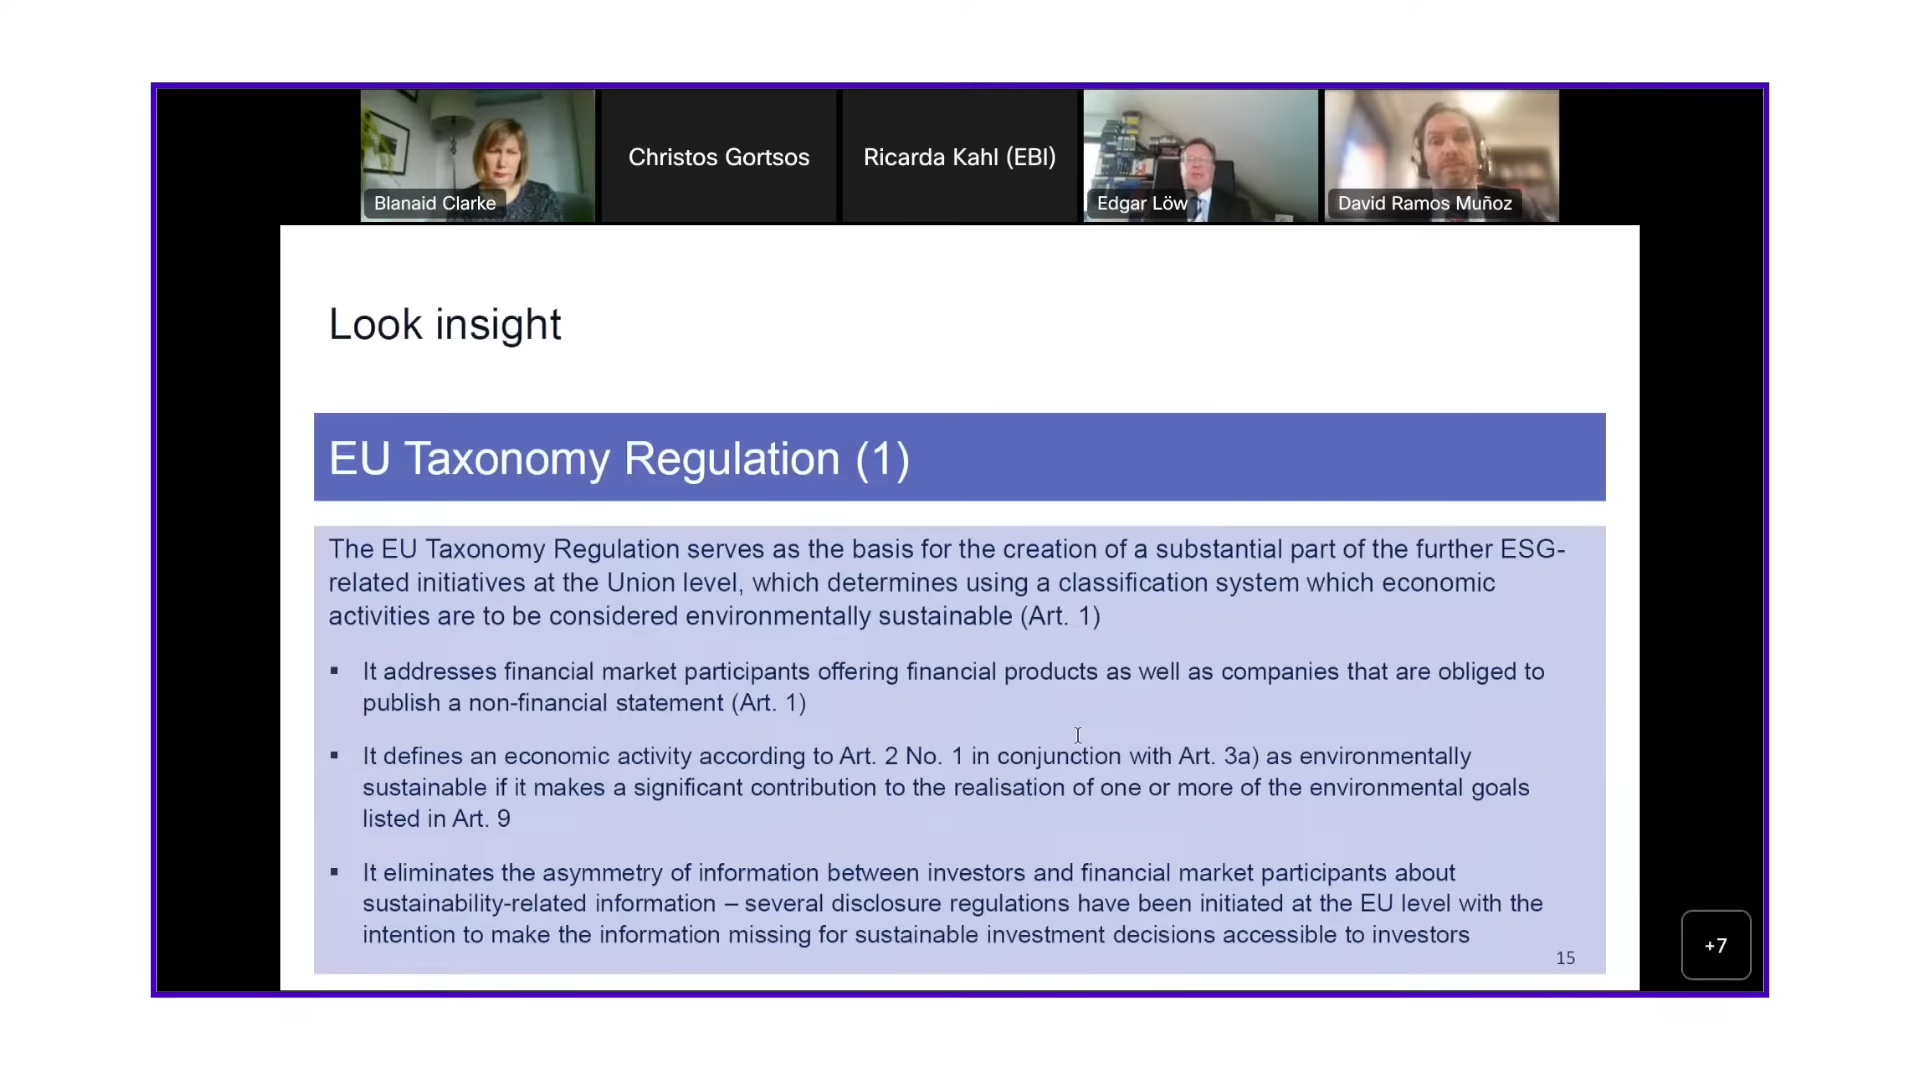 Blanaid Clarke
Christos Gortsos
Ricarda Kahl (EBI)
Edgar Löw
David Ramos Muñoz
Look insight
EU Taxonomy Regulation (1)
The EU Taxonomy Regulation serves as the basis for the creation of a substantial part of the further ESG-
related initiatives at the Union level, which determines using a classification system which economic
activities are to be considered environmentally sustainable (Art. 1)
▪ It addresses financial market participants offering financial products as well as companies that are obliged to
publish a non-financial statement (Art. 1)
▪ It defines an economic activity according to Art. 2 No. 1 in conjunction with Art. 3a) as environmentally
sustainable if it makes a significant contribution to the realisation of one or more of the environmental goals
listed in Art. 9
▪ It eliminates the asymmetry of information between investors and financial market participants about
sustainability-related information – several disclosure regulations have been initiated at the EU level with the
intention to make the information missing for sustainable investment decisions accessible to investors
15
+7